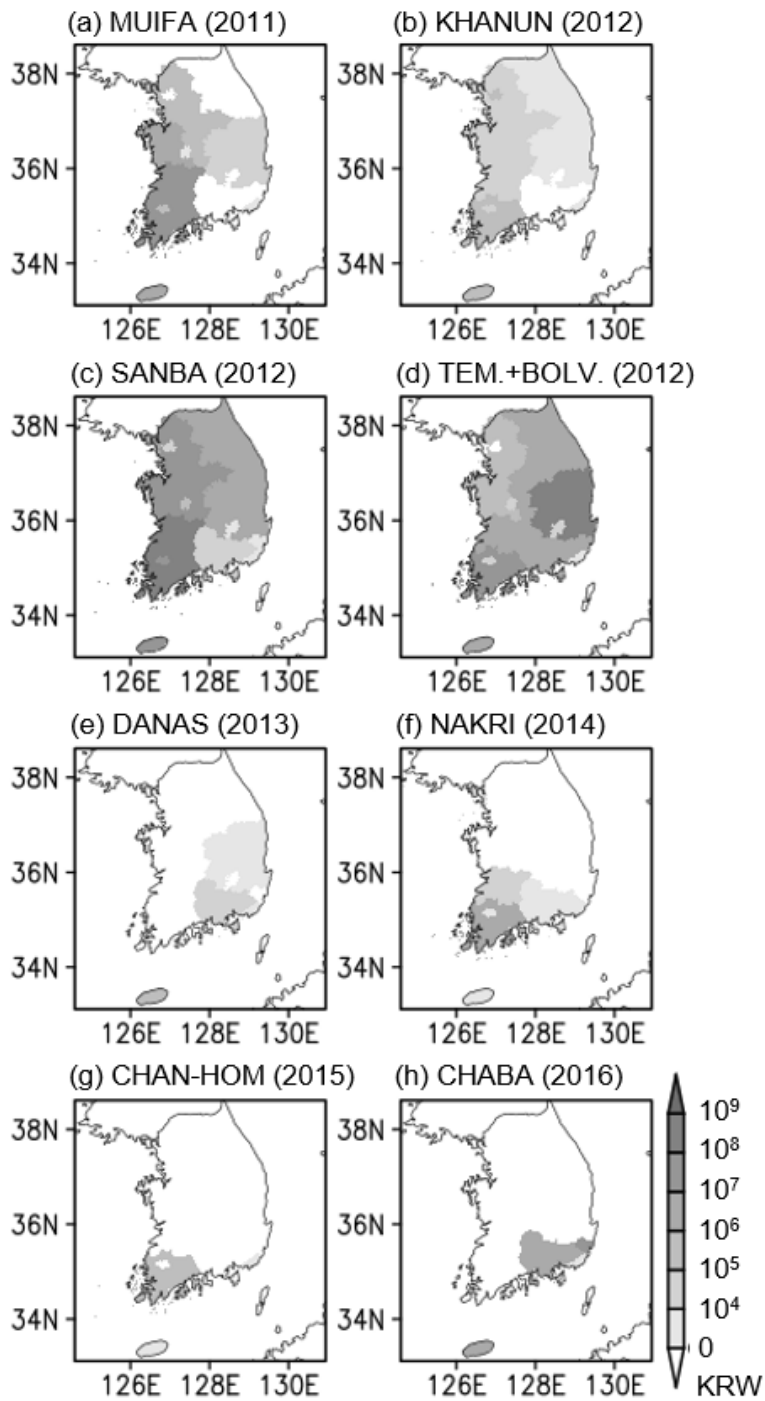 (a) MUIFA (2011) (b) KHANUN (2012)
38N 38N
36N 36N
34N 34N
126E 128E 130E 126E 128E 130E
(c) SANBA (2012) (d) TEM.+BOLV. (2012)
38N 38N
36N 36N
34N 34N
126E 128E 130E 126E 128E 130E
(e) DANAS (2013) (f) NAKRI (2014)
38N 38N
36N 36N
34N 34N
126E 128E 130E 126E 128E 130E
(g) CHAN-HOM (2015) (h) CHABA (2016)
38N 38N
36N 36N
34N 34N
126E 128E 130E 126E 128E 130E
10⁹
10⁸
10⁷
10⁶
10⁵
10⁴
0
KRW